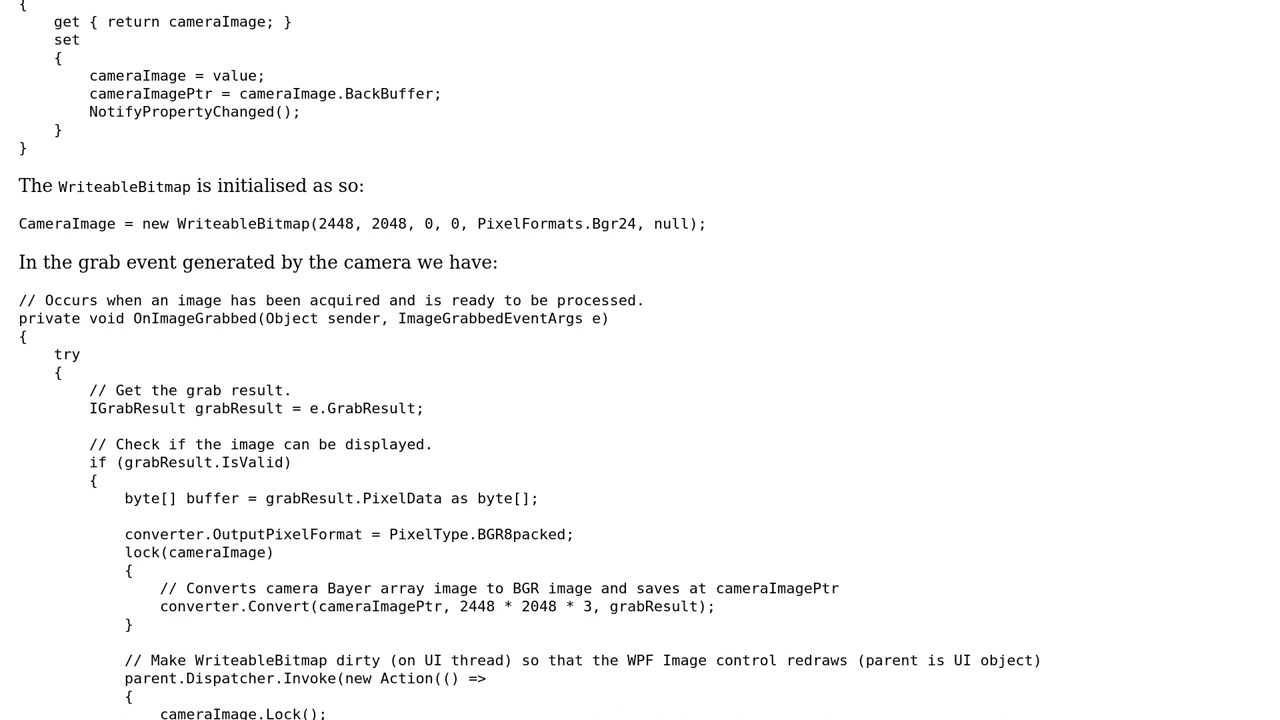 {
    get { return cameraImage; }
    set
    {
        cameraImage = value;
        cameraImagePtr = cameraImage.BackBuffer;
        NotifyPropertyChanged();
    }
}
The WriteableBitmap is initialised as so:
CameraImage = new WriteableBitmap(2448, 2048, 0, 0, PixelFormats.Bgr24, null);
In the grab event generated by the camera we have:
// Occurs when an image has been acquired and is ready to be processed.
private void OnImageGrabbed(Object sender, ImageGrabbedEventArgs e)
{
    try
    {
        // Get the grab result.
        IGrabResult grabResult = e.GrabResult;
        // Check if the image can be displayed.
        if (grabResult.IsValid)
        {
            byte[] buffer = grabResult.PixelData as byte[];
            converter.OutputPixelFormat = PixelType.BGR8packed;
            lock(cameraImage)
            {
                // Converts camera Bayer array image to BGR image and saves at cameraImagePtr
                converter.Convert(cameraImagePtr, 2448 * 2048 * 3, grabResult);
            }
            // Make WriteableBitmap dirty (on UI thread) so that the WPF Image control redraws (parent is UI object)
            parent.Dispatcher.Invoke(new Action(() =>
            {
                cameraImage.Lock();